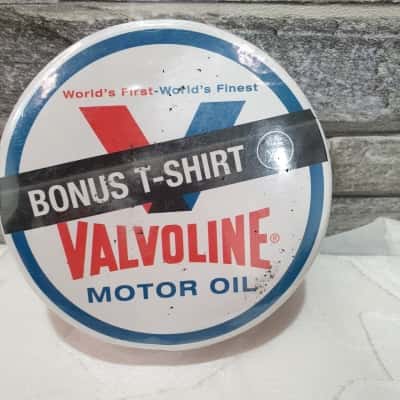 World's First-World's Finest
V
BONUS T-SHIRT
VALVOLINE®
MOTOR OIL